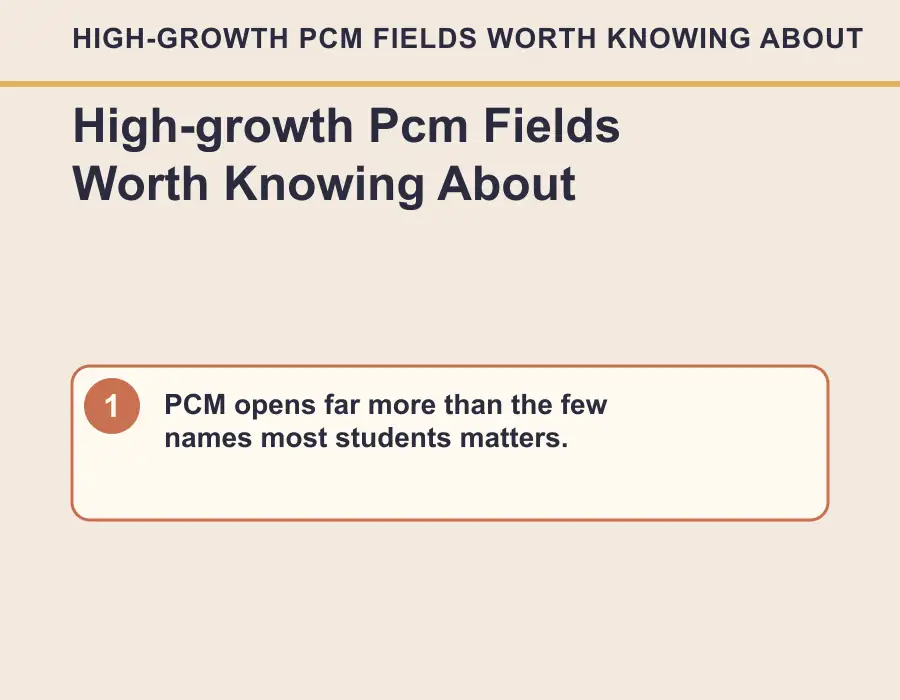 HIGH-GROWTH PCM FIELDS WORTH KNOWING ABOUT
High-growth Pcm Fields
Worth Knowing About
1
PCM opens far more than the few
names most students matters.